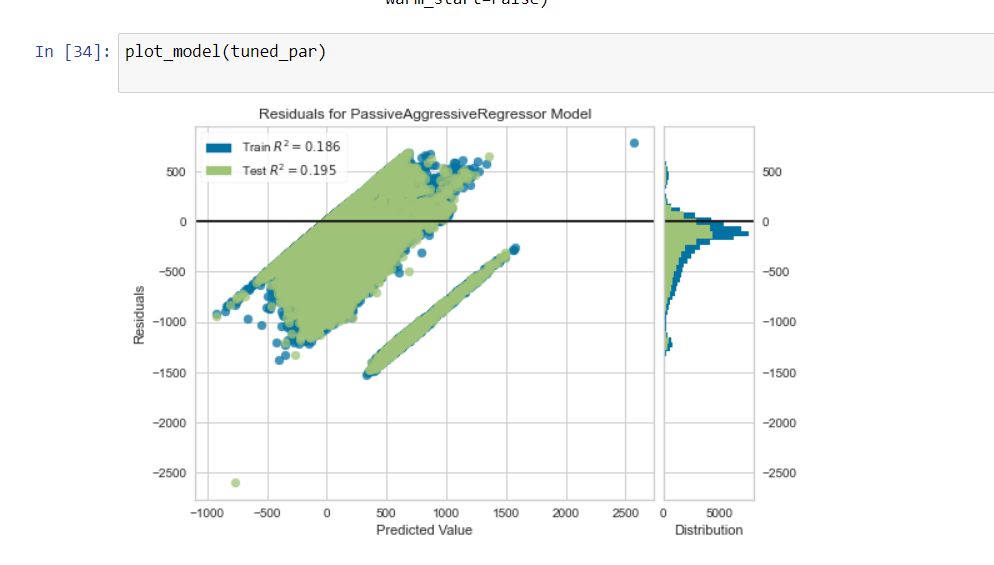 warm_start=False)
In [34]: plot_model(tuned_par)
Residuals for PassiveAggressiveRegressor Model
Train R² = 0.186
Test R² = 0.195
500
0
−500
−1000
−1500
−2000
−2500
Residuals
−1000 −500 0 500 1000 1500 2000 2500
Predicted Value
500
0
−500
−1000
−1500
−2000
−2500
0 5000
Distribution